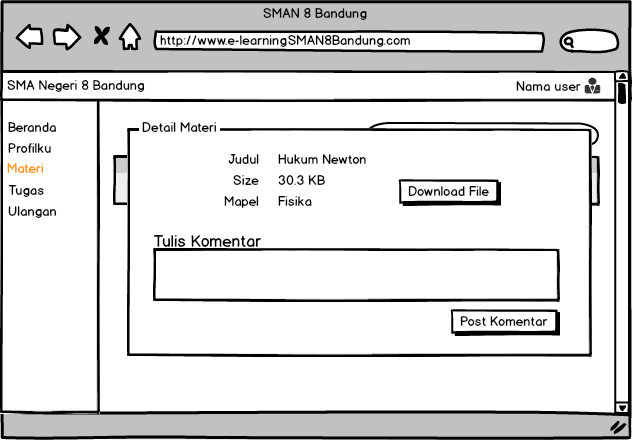 SMAN 8 Bandung
http://www.e-learningSMAN8Bandung.com
SMA Negeri 8 Bandung
Nama user
Beranda
Profilku
Materi
Tugas
Ulangan
Detail Materi
Judul Hukum Newton
Size 30.3 KB
Mapel Fisika
Download File
Tulis Komentar
Post Komentar